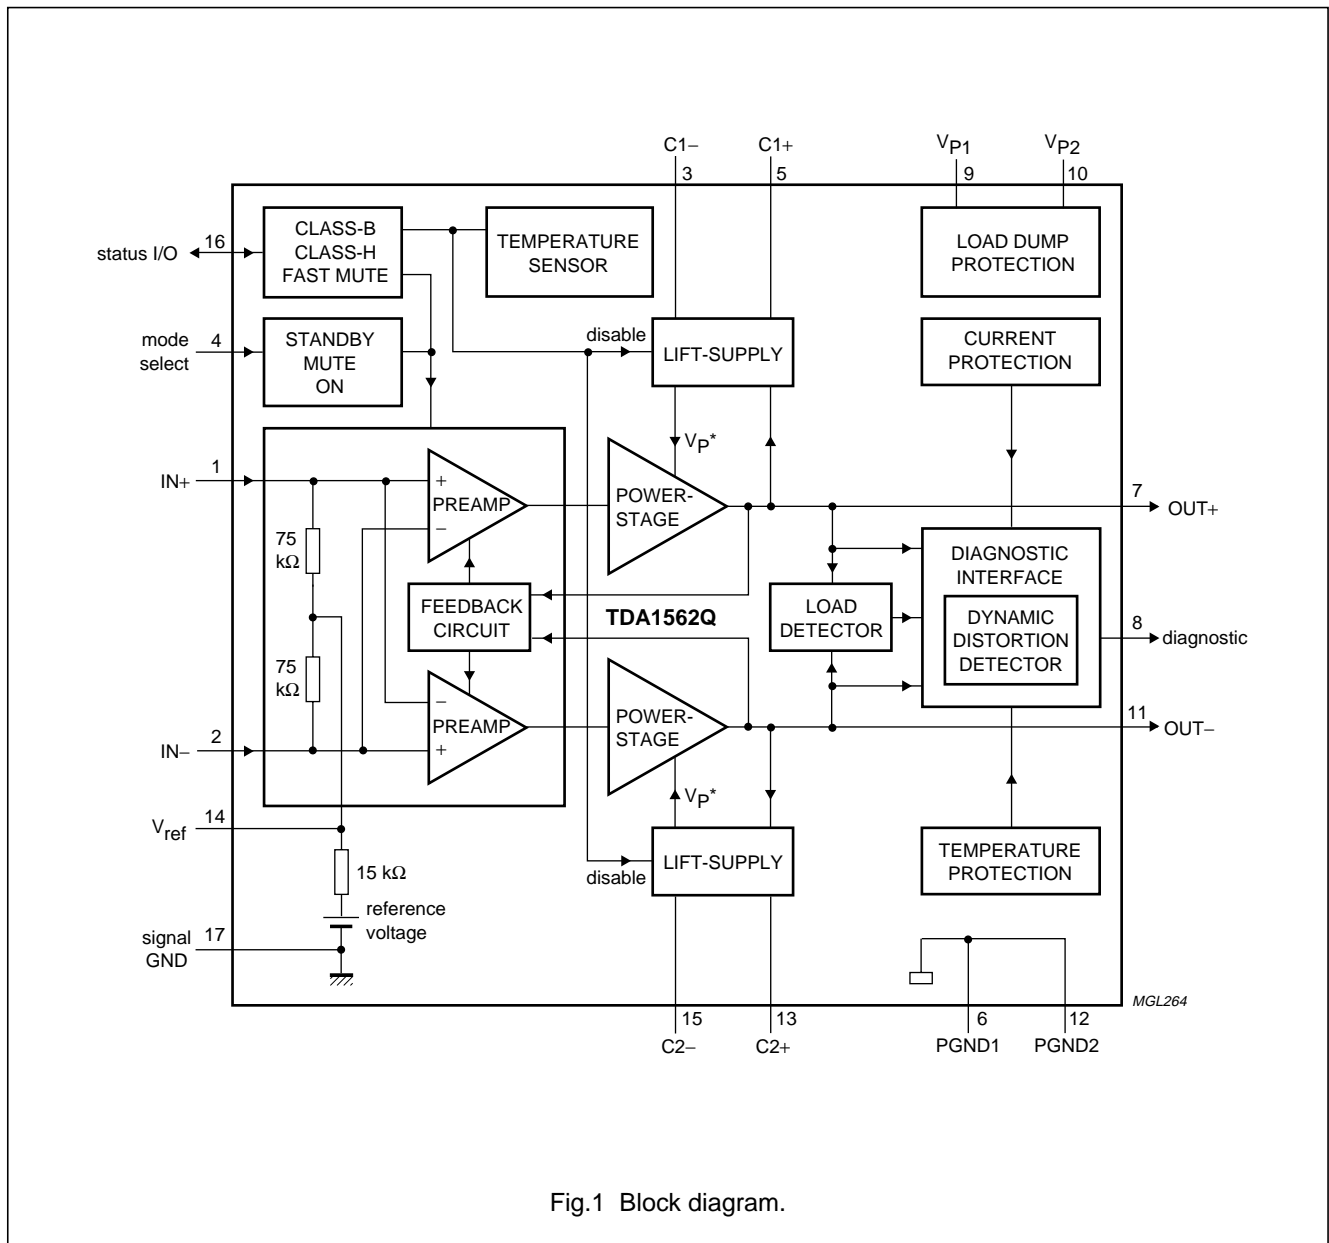 C1−
C1+
VP1
VP2
3
5
9
10
status I/O
16
CLASS-B
CLASS-H
FAST MUTE
TEMPERATURE
SENSOR
LOAD DUMP
PROTECTION
mode
select
4
STANDBY
MUTE
ON
disable
LIFT-SUPPLY
CURRENT
PROTECTION
VP*
IN+
1
+
PREAMP
−
POWER-
STAGE
7
OUT+
75
kΩ
FEEDBACK
CIRCUIT
TDA1562Q
LOAD
DETECTOR
DIAGNOSTIC
INTERFACE
DYNAMIC
DISTORTION
DETECTOR
8
diagnostic
75
kΩ
−
PREAMP
+
POWER-
STAGE
11
OUT−
IN−
2
VP*
Vref
14
15 kΩ
disable
LIFT-SUPPLY
TEMPERATURE
PROTECTION
reference
voltage
signal
GND
17
MGL264
15
13
6
12
C2−
C2+
PGND1
PGND2
Fig.1 Block diagram.